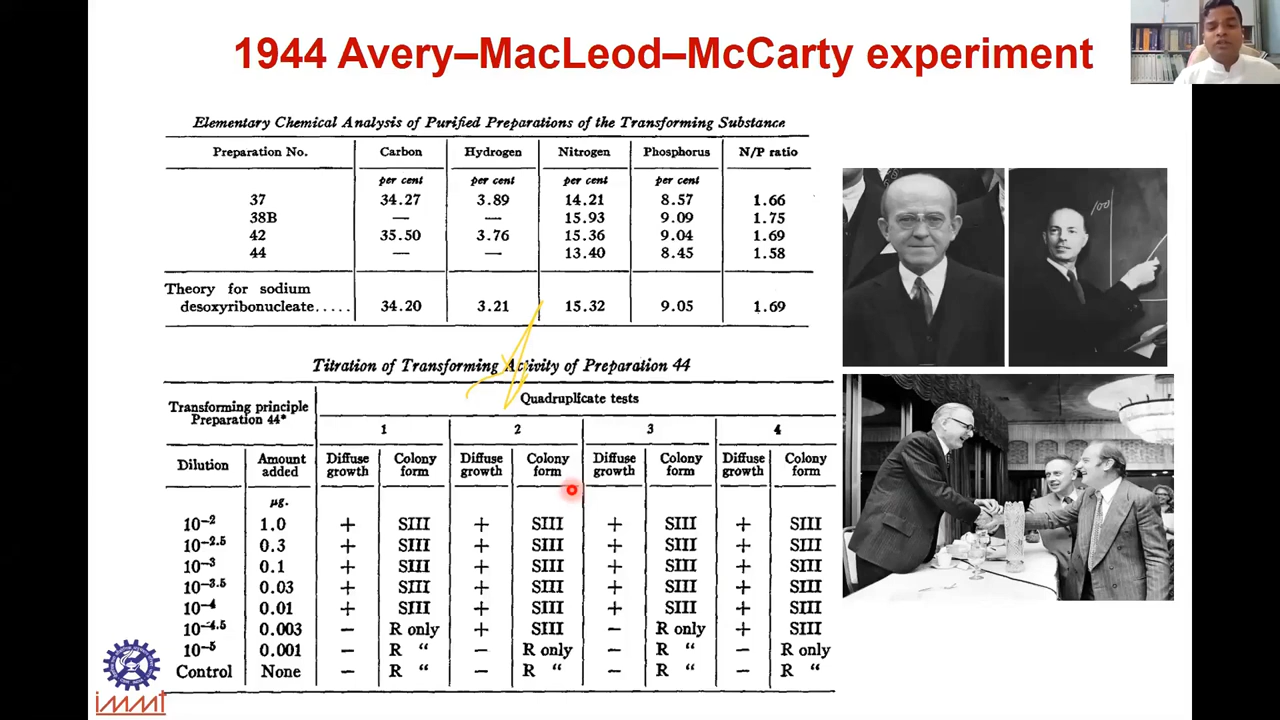 1944 Avery–MacLeod–McCarty experiment
Elementary Chemical Analysis of Purified Preparations of the Transforming Substance
Preparation No. Carbon Hydrogen Nitrogen Phosphorus N/P ratio
per cent per cent per cent per cent
37 34.27 3.89 14.21 8.57 1.66
38B — — 15.93 9.09 1.75
42 35.50 3.76 15.36 9.04 1.69
44 — — 13.40 8.45 1.58
Theory for sodium
desoxyribonucleate..... 34.20 3.21 15.32 9.05 1.69
Titration of Transforming Activity of Preparation 44
Transforming principle
Preparation 44*
Quadruplicate tests
1 2 3 4
Dilution Amount added Diffuse growth Colony form Diffuse growth Colony form Diffuse growth Colony form Diffuse growth Colony form
μg.
10⁻² 1.0 + SIII + SIII + SIII + SIII
10⁻²·⁵ 0.3 + SIII + SIII + SIII + SIII
10⁻³ 0.1 + SIII + SIII + SIII + SIII
10⁻³·⁵ 0.03 + SIII + SIII + SIII + SIII
10⁻⁴ 0.01 + SIII + SIII + SIII + SIII
10⁻⁴·⁵ 0.003 − R only + SIII − R only + SIII
10⁻⁵ 0.001 − R “ − R only − R “ − R only
Control None − R “ − R “ − R “ − R “
100
immt